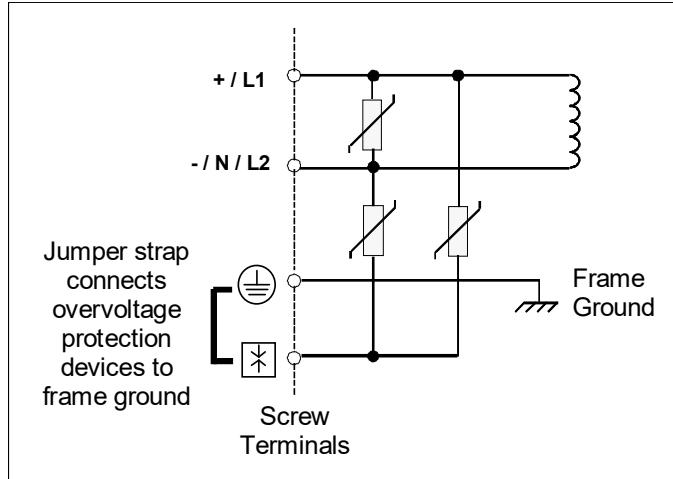 + / L1
- / N / L2
Jumper strap
connects
overvoltage
protection
devices to
frame ground
Frame
Ground
Screw
Terminals